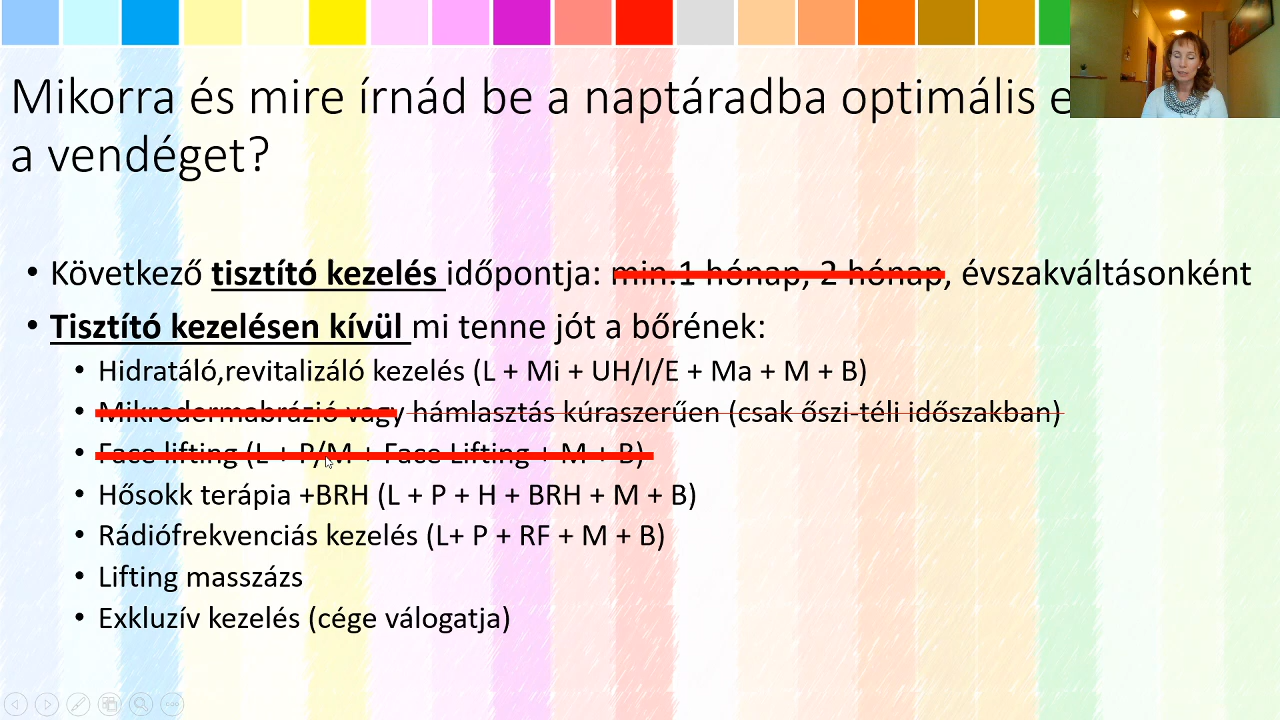 Mikorra és mire írnád be a naptáradba optimális
a vendéget?
• Következő tisztító kezelés időpontja: min.1 hónap, 2 hónap, évszakváltásonként
• Tisztító kezelésen kívül mi tenne jót a bőrének:
• Hidratáló,revitalizáló kezelés (L + Mi + UH/I/E + Ma + M + B)
• Mikrodermabrázió vagy hámlasztás kúraszerűen (csak őszi-téli időszakban)
• Face lifting (L + P/M + Face Lifting + M + B)
• Hősokk terápia +BRH (L + P + H + BRH + M + B)
• Rádiófrekvenciás kezelés (L+ P + RF + M + B)
• Lifting masszázs
• Exkluzív kezelés (cége válogatja)